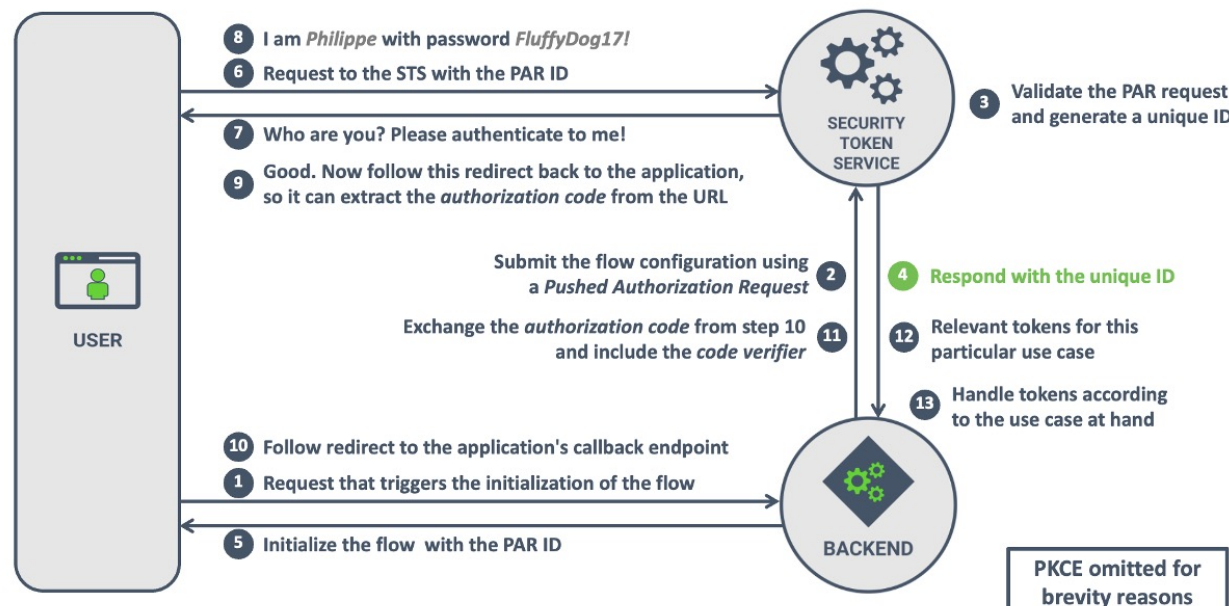 8 I am Philippe with password FluffyDog17!
6 Request to the STS with the PAR ID
7 Who are you? Please authenticate to me!
9 Good. Now follow this redirect back to the application,
so it can extract the authorization code from the URL
SECURITY
TOKEN
SERVICE
3 Validate the PAR request
and generate a unique ID
USER
Submit the flow configuration using
a Pushed Authorization Request 2
4 Respond with the unique ID
Exchange the authorization code from step 10
and include the code verifier 11
12 Relevant tokens for this
particular use case
13 Handle tokens according
to the use case at hand
10 Follow redirect to the application's callback endpoint
1 Request that triggers the initialization of the flow
5 Initialize the flow with the PAR ID
BACKEND
PKCE omitted for
brevity reasons